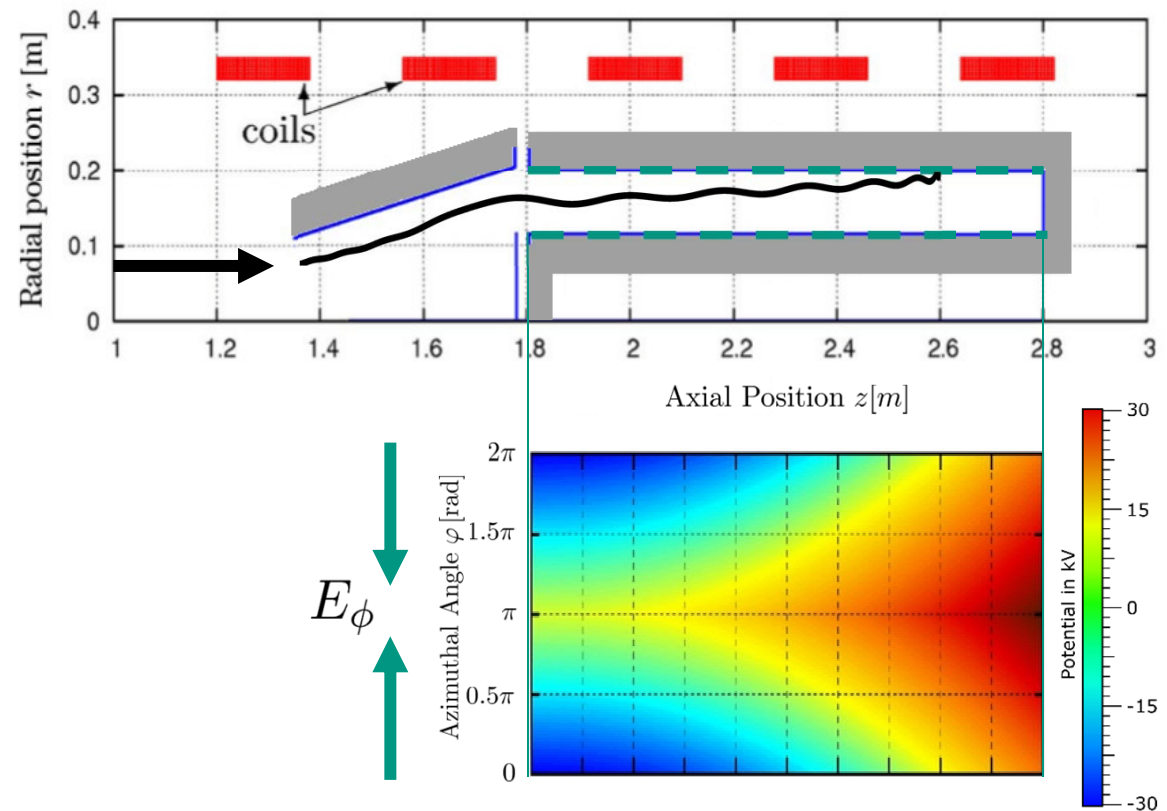 Radial position r [m]
0.4
0.3
0.2
0.1
0
coils
1
1.2
1.4
1.6
1.8
2
2.2
2.4
2.6
2.8
3
Axial Position z[m]
Azimuthal Angle φ [rad]
2π
1.5π
π
0.5π
0
E_ϕ
Potential in kV
30
15
0
-15
-30